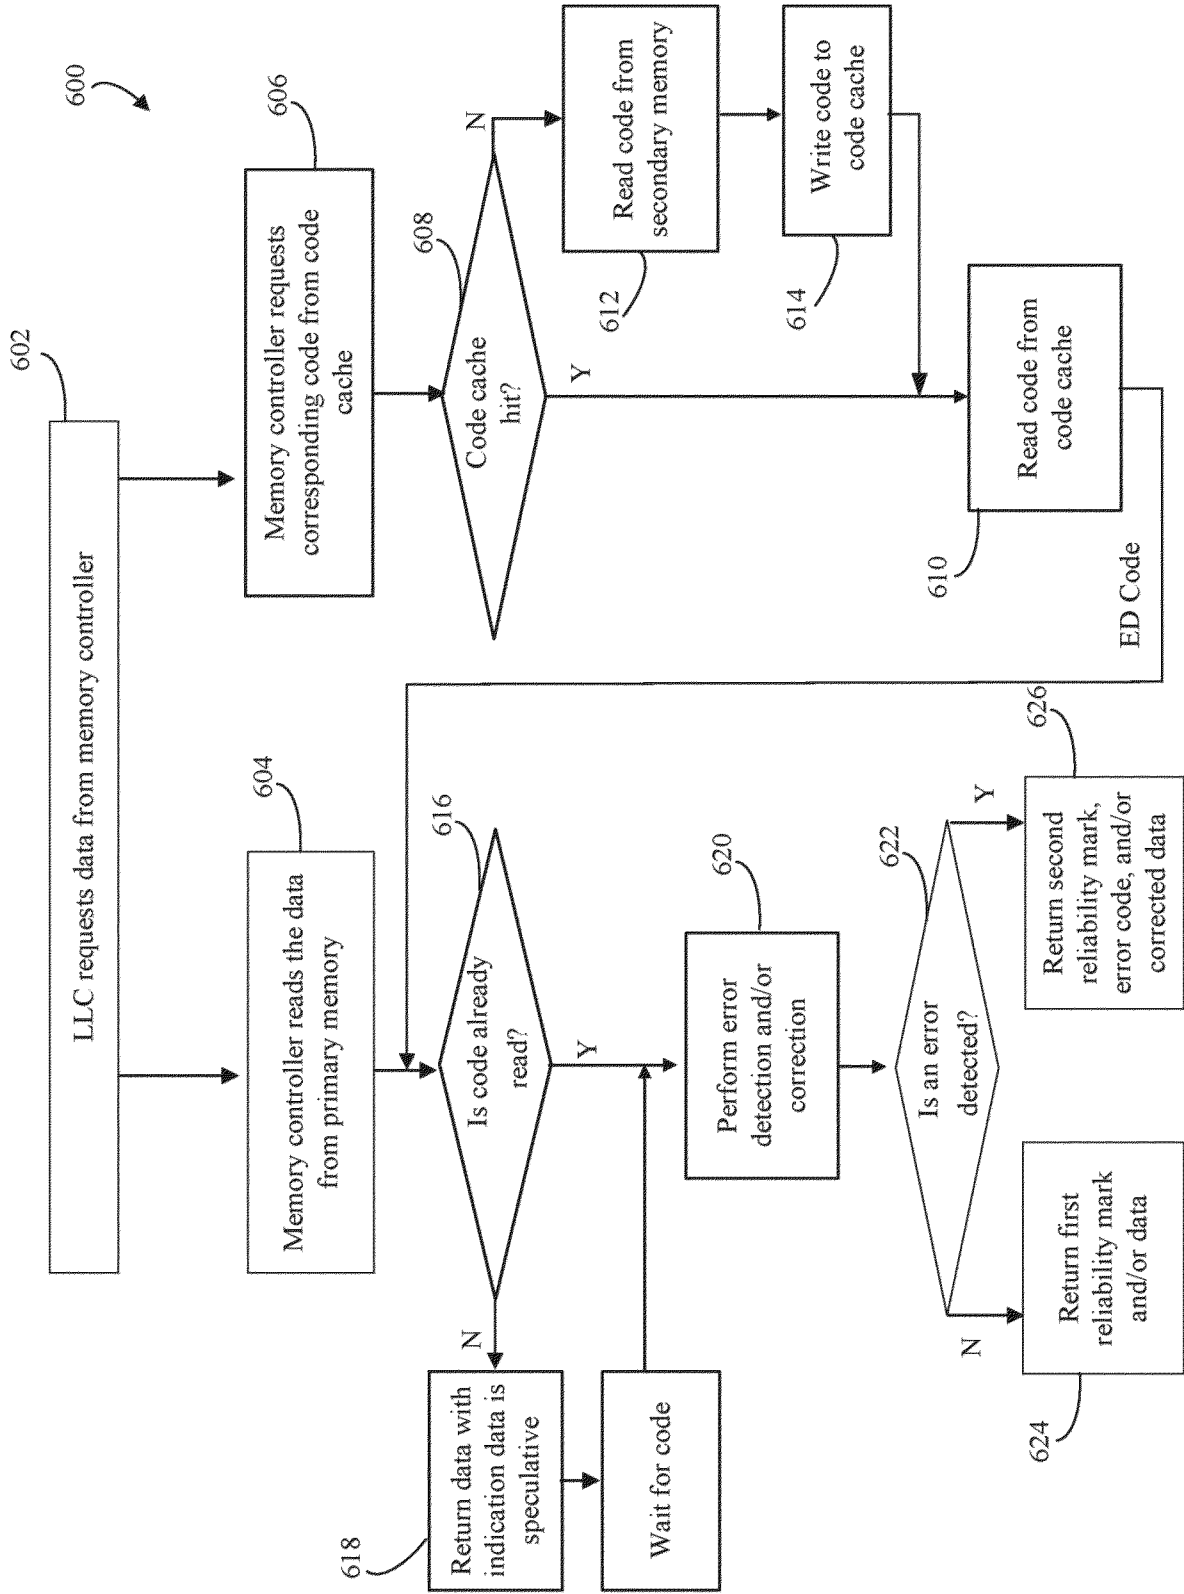 600
602
LLC requests data from memory controller
604
Memory controller reads the data
from primary memory
606
Memory controller requests
corresponding code from code
cache
616
Is code already
read?
608
Code cache
hit?
N
Y
N
Y
618
Return data with
indication data is
speculative
612
Read code from
secondary memory
Wait for code
614
Write code to
code cache
620
Perform error
detection and/or
correction
610
Read code from
code cache
ED Code
622
Is an error
detected?
N
Y
624
Return first
reliability mark
and/or data
626
Return second
reliability mark,
error code, and/or
corrected data